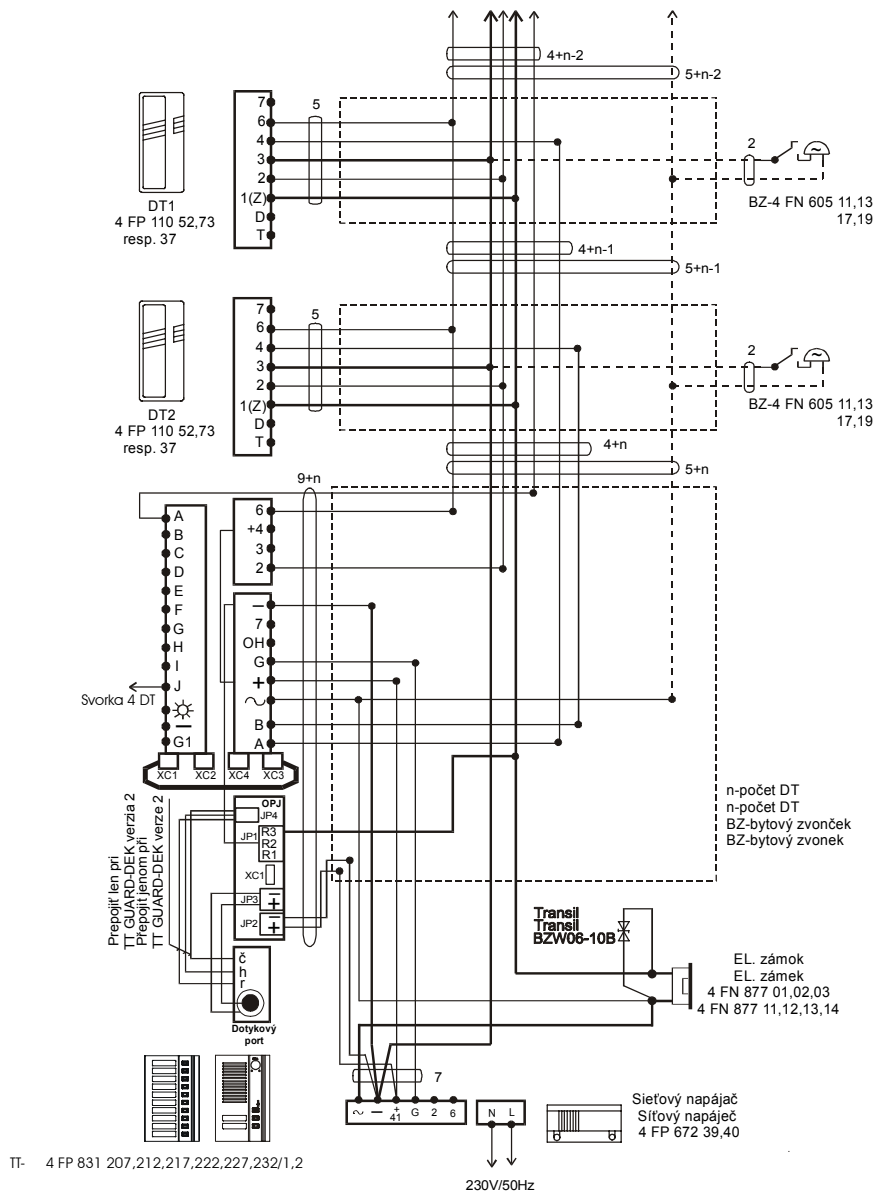 4+n-2
5+n-2
7
6
4
3
2
1(Z)
D
T
5
DT1
4 FP 110 52,73
resp. 37
2
BZ-4 FN 605 11,13
17,19
4+n-1
5+n-1
7
6
4
3
2
1(Z)
D
T
5
DT2
4 FP 110 52,73
resp. 37
2
BZ-4 FN 605 11,13
17,19
4+n
5+n
9+n
A
B
C
D
E
F
G
H
I
J
G1
Svorka 4 DT
6
+4
3
2
7
OH
G
+
B
A
XC1
XC2
XC4
XC3
n-počet DT
n-počet DT
BZ-bytový zvonček
BZ-bytový zvonek
OPJ
JP4
JP1
R3
R2
R1
XC1
JP3
JP2
Prepojiť len pri
TT GUARD-DEK verzia 2
Přepojit jenom při
TT GUARD-DEK verze 2
č
h
r
Dotykový
port
Transil
Transil
BZW06-10B
EL. zámok
EL. zámek
4 FN 877 01,02,03
4 FN 877 11,12,13,14
7
~ — + 41 G 2 6
N L
Sieťový napájač
Síťový napáječ
4 FP 672 39,40
TT- 4 FP 831 207,212,217,222,227,232/1,2
230V/50Hz